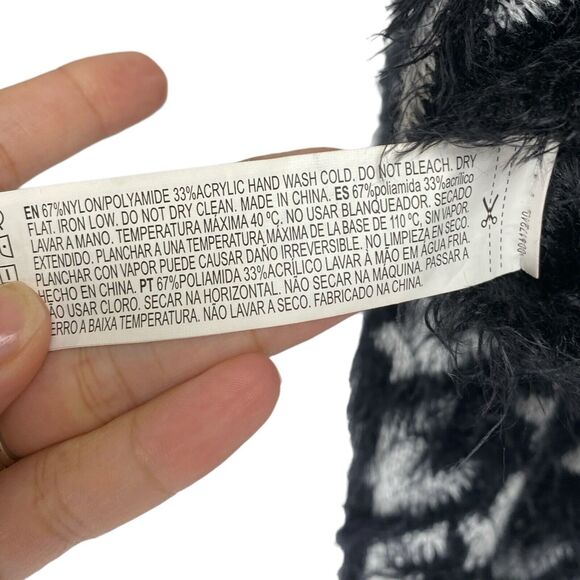 EN 67%NYLON/POLYAMIDE 33%ACRYLIC HAND WASH COLD. DO NOT BLEACH. DRY
FLAT. IRON LOW. DO NOT DRY CLEAN. MADE IN CHINA. ES 67%poliamida 33%acrílico
LAVAR A MANO. TEMPERATURA MÁXIMA 40 ºC. NO USAR BLANQUEADOR. SECADO
EXTENDIDO. PLANCHAR A UNA TEMPERATURA MÁXIMA DE LA BASE DE 110 ºC, SIN VAPOR.
PLANCHAR CON VAPOR PUEDE CAUSAR DAÑO IRREVERSIBLE. NO LIMPIEZA EN SECO.
HECHO EN CHINA. PT 67%POLIAMIDA 33%ACRÍLICO LAVAR À MÃO EM ÁGUA FRIA.
NÃO USAR CLORO. SECAR NA HORIZONTAL. NÃO SECAR NA MÁQUINA. PASSAR A
FERRO A BAIXA TEMPERATURA. NÃO LAVAR A SECO. FABRICADO NA CHINA.